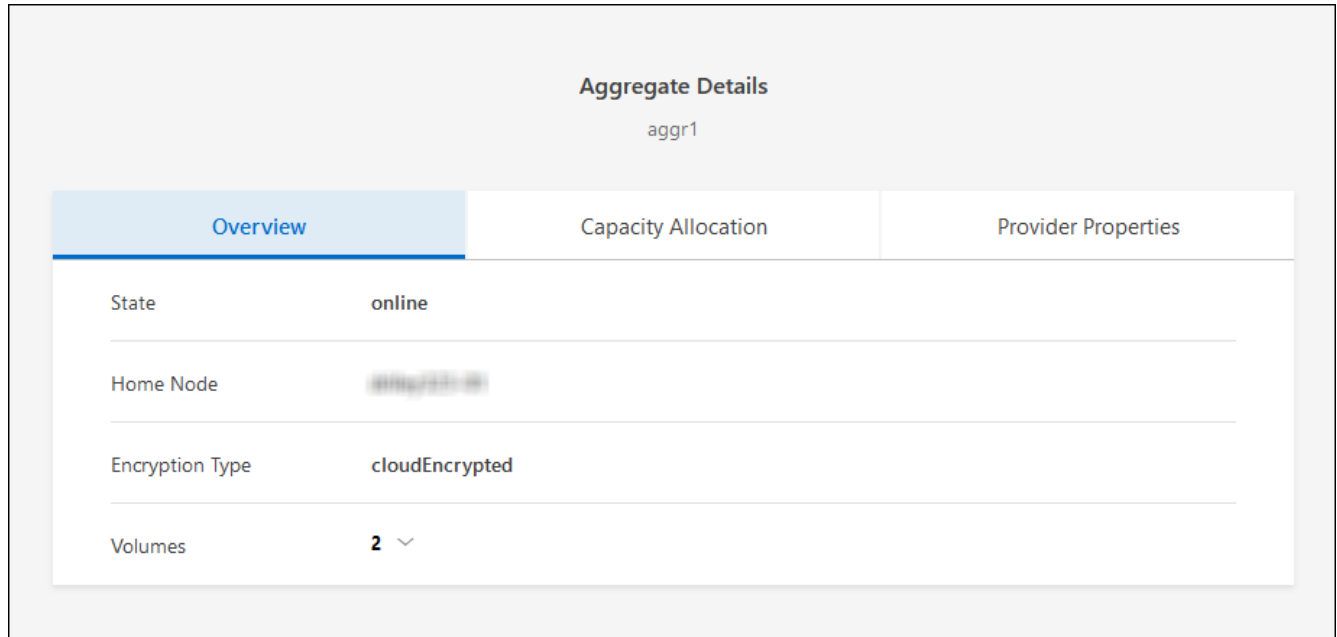 Aggregate Details
aggr1
Overview Capacity Allocation Provider Properties
State online
Home Node
Encryption Type cloudEncrypted
Volumes 2